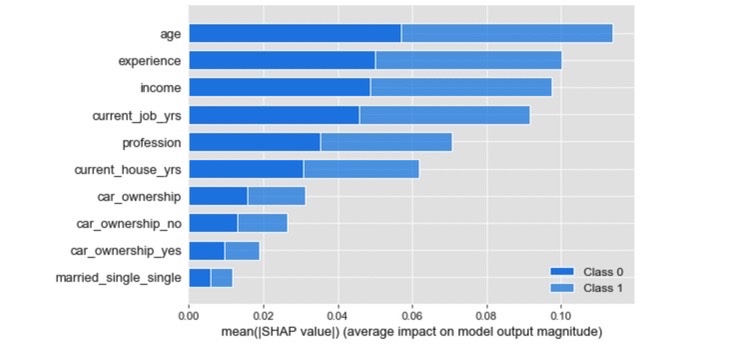 age
experience
income
current_job_yrs
profession
current_house_yrs
car_ownership
car_ownership_no
car_ownership_yes
married_single_single
Class 0
Class 1
0.00 0.02 0.04 0.06 0.08 0.10
mean(|SHAP value|) (average impact on model output magnitude)